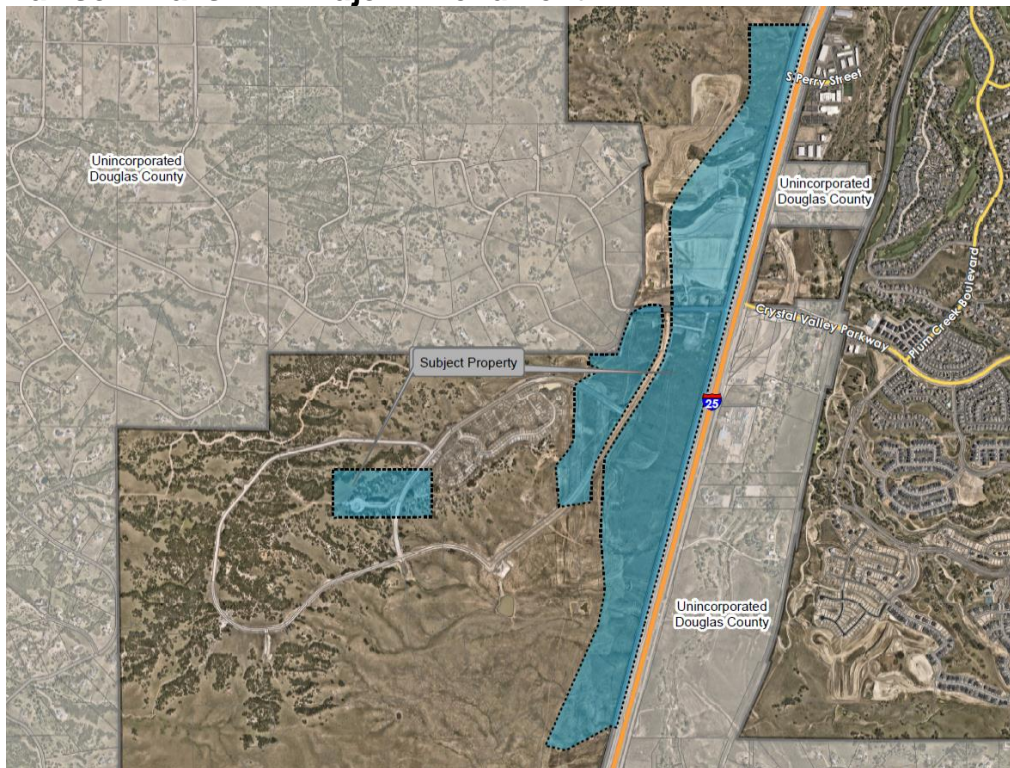 Unincorporated
Douglas County
S Perry Street
Unincorporated
Douglas County
Crystal Valley Parkway
Plum Creek Boulevard
Subject Property
25
Unincorporated
Douglas County